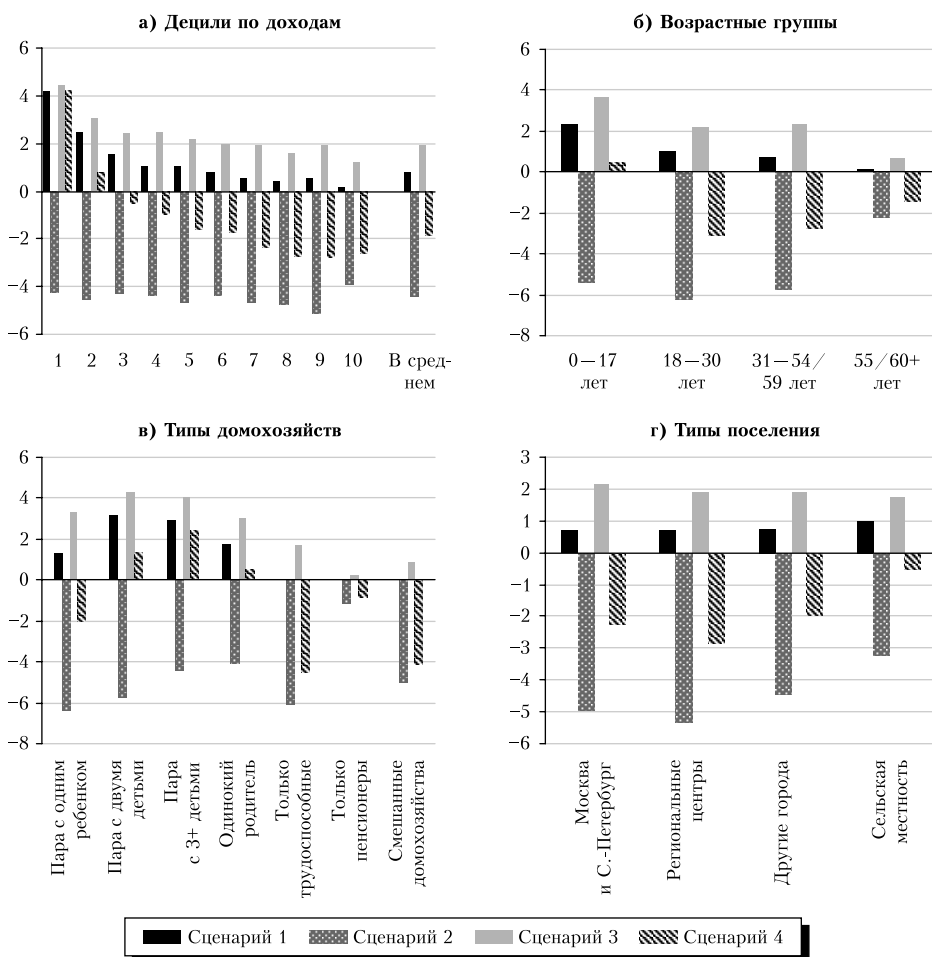 а) Децили по доходам
6
4
2
0
−2
−4
−6
1 2 3 4 5 6 7 8 9 10 В сред-
нем
б) Возрастные группы
6
4
2
0
−2
−4
−6
−8
0−17
лет
18−30
лет
31−54/
59 лет
55/60+
лет
в) Типы домохозяйств
6
4
2
0
−2
−4
−6
−8
Пара с одним
ребенком
Пара с двумя
детьми
Пара
с 3+ детьми
Одинокий
родитель
Только
трудоспособные
Только
пенсионеры
Смешанные
домохозяйства
г) Типы поселения
3
2
1
0
−1
−2
−3
−4
−5
−6
Москва
и С.-Петербург
Региональные
центры
Другие города
Сельская
местность
Сценарий 1 Сценарий 2 Сценарий 3 Сценарий 4